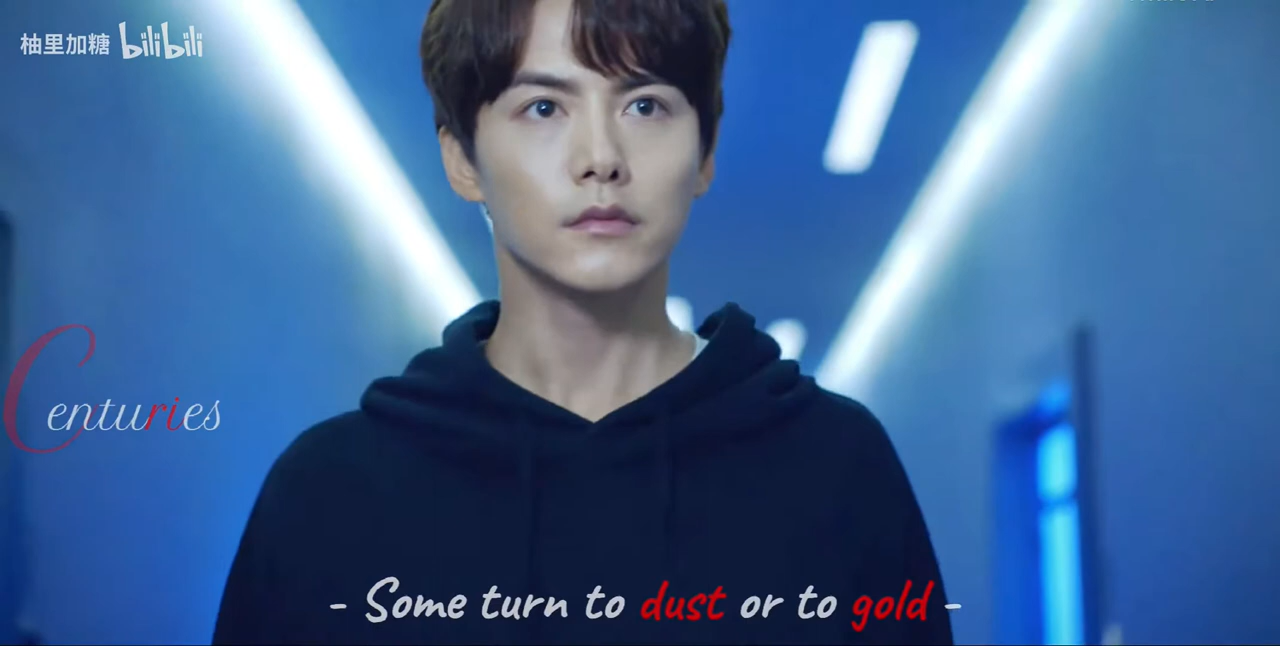 柚里加糖 bilibili
Centuries
- Some turn to dust or to gold -